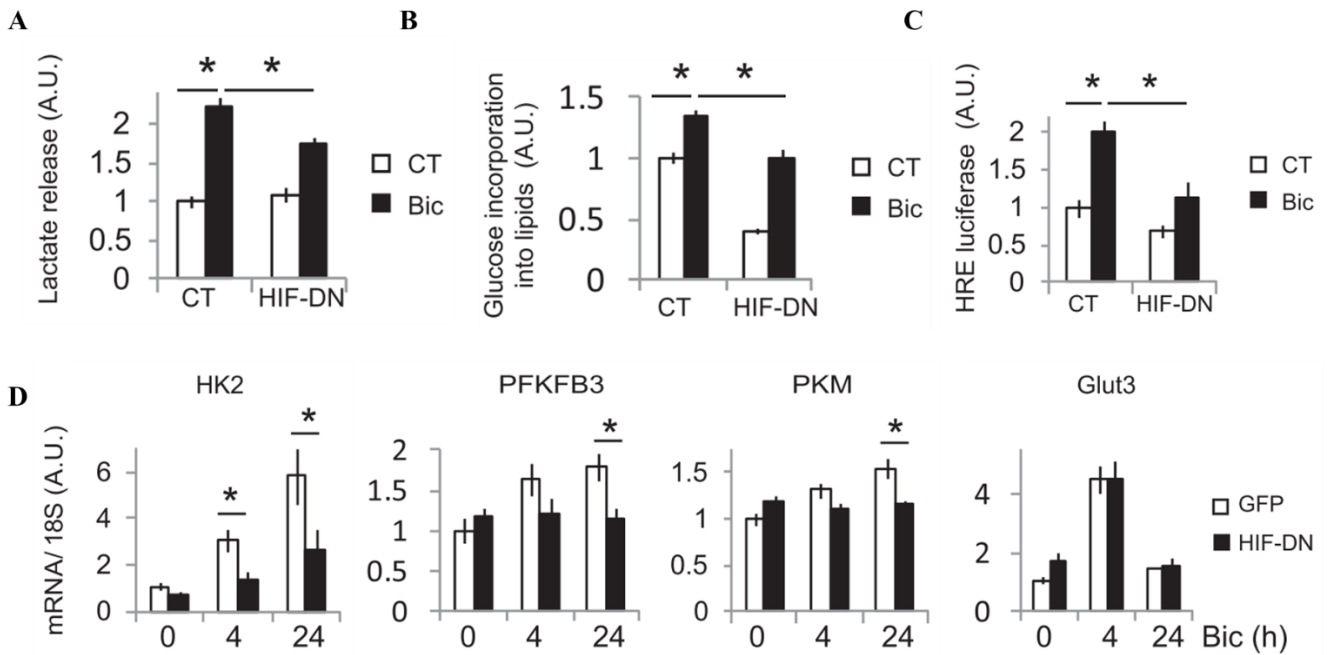 A
B
C
Lactate release (A.U.)
2
1.5
1
0.5
0
CT
HIF-DN
*
*
CT
Bic
Glucose incorporation
into lipids (A.U.)
1.5
1
0.5
0
CT
HIF-DN
*
*
CT
Bic
HRE luciferase (A.U.)
2
1
0.5
0
CT
HIF-DN
*
*
CT
Bic
D
HK2
PFKFB3
PKM
Glut3
mRNA/ 18S (A.U.)
6
4
2
0
*
*
0 4 24
2
1.5
1
0.5
0
*
0 4 24
1.5
1
0.5
0
*
0 4 24
4
2
0
0 4 24 Bic (h)
GFP
HIF-DN